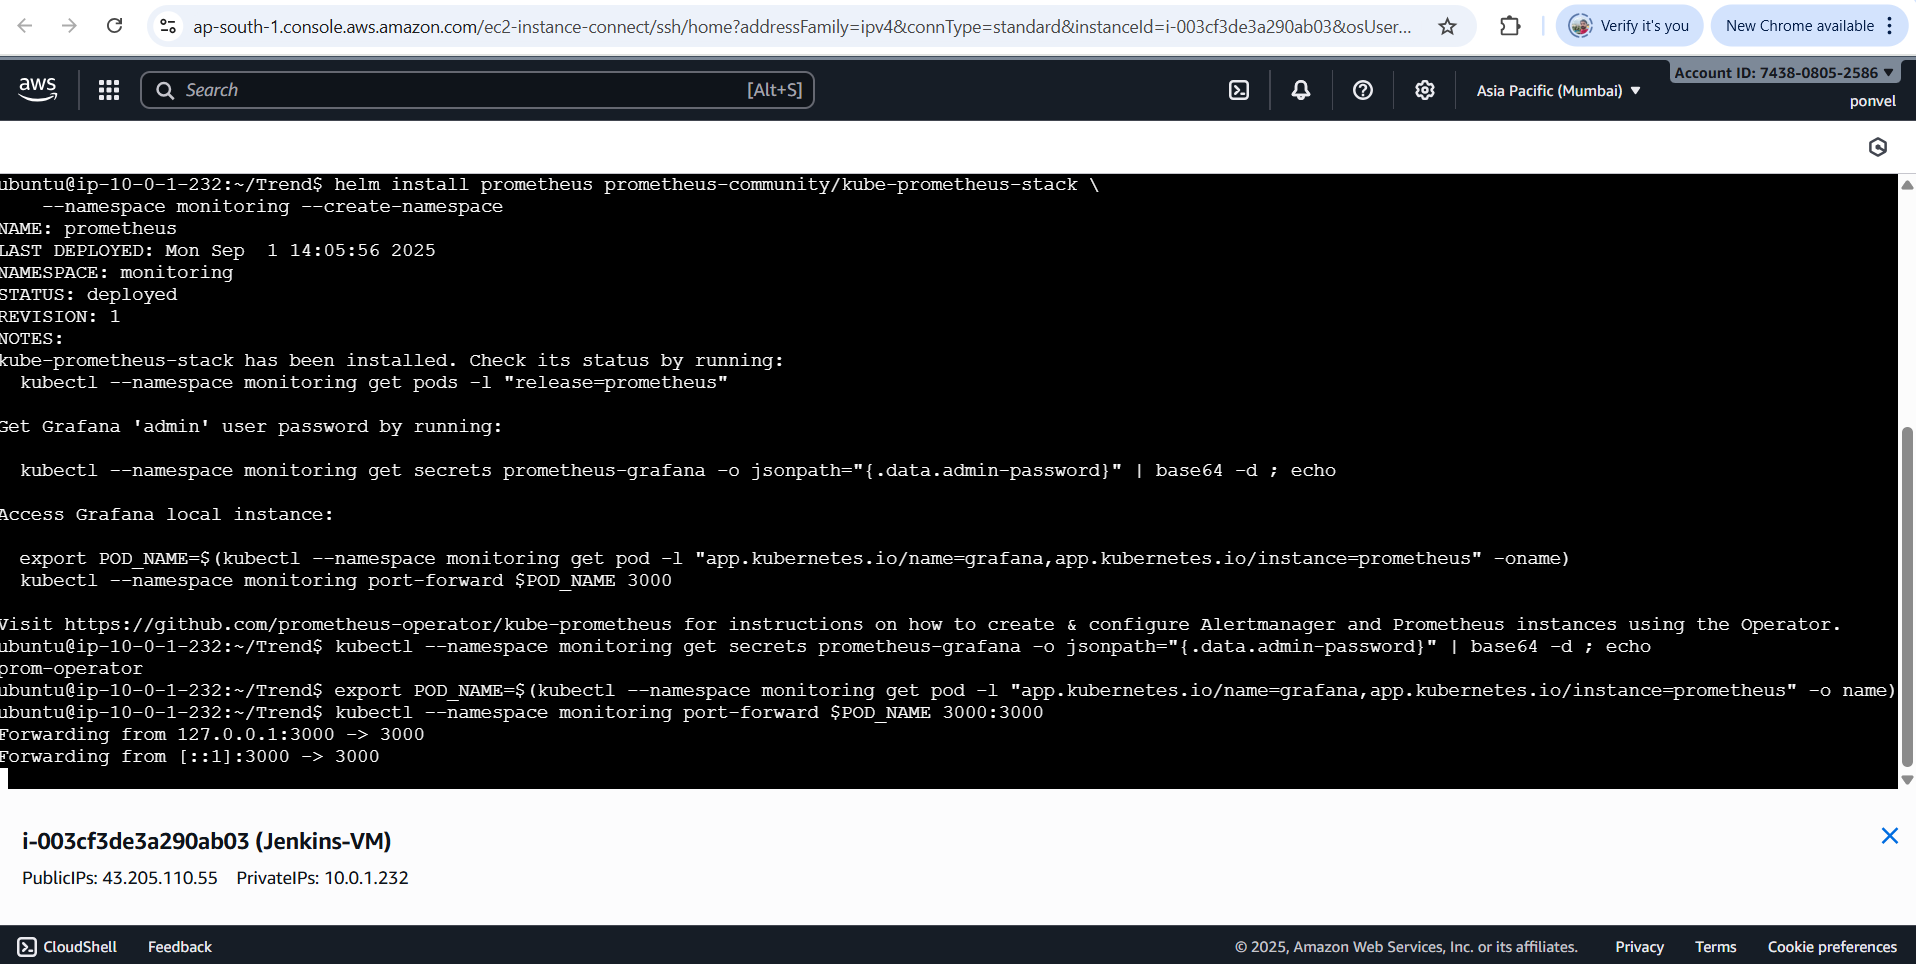 ap-south-1.console.aws.amazon.com/ec2-instance-connect/ssh/home?addressFamily=ipv4&connType=standard&instanceId=i-003cf3de3a290ab03&osUser...
Verify it's you
New Chrome available
aws
Search
[Alt+S]
Asia Pacific (Mumbai)
Account ID: 7438-0805-2586
ponvel
ubuntu@ip-10-0-1-232:~/Trend$ helm install prometheus prometheus-community/kube-prometheus-stack \
--namespace monitoring --create-namespace
NAME: prometheus
LAST DEPLOYED: Mon Sep  1 14:05:56 2025
NAMESPACE: monitoring
STATUS: deployed
REVISION: 1
NOTES:
kube-prometheus-stack has been installed. Check its status by running:
kubectl --namespace monitoring get pods -l "release=prometheus"
Get Grafana 'admin' user password by running:
kubectl --namespace monitoring get secrets prometheus-grafana -o jsonpath="{.data.admin-password}" | base64 -d ; echo
Access Grafana local instance:
export POD_NAME=$(kubectl --namespace monitoring get pod -l "app.kubernetes.io/name=grafana,app.kubernetes.io/instance=prometheus" -oname)
kubectl --namespace monitoring port-forward $POD_NAME 3000
Visit https://github.com/prometheus-operator/kube-prometheus for instructions on how to create & configure Alertmanager and Prometheus instances using the Operator.
ubuntu@ip-10-0-1-232:~/Trend$ kubectl --namespace monitoring get secrets prometheus-grafana -o jsonpath="{.data.admin-password}" | base64 -d ; echo
prom-operator
ubuntu@ip-10-0-1-232:~/Trend$ export POD_NAME=$(kubectl --namespace monitoring get pod -l "app.kubernetes.io/name=grafana,app.kubernetes.io/instance=prometheus" -o name)
ubuntu@ip-10-0-1-232:~/Trend$ kubectl --namespace monitoring port-forward $POD_NAME 3000:3000
Forwarding from 127.0.0.1:3000 -> 3000
Forwarding from [::1]:3000 -> 3000
i-003cf3de3a290ab03 (Jenkins-VM)
PublicIPs: 43.205.110.55 PrivateIPs: 10.0.1.232
CloudShell Feedback © 2025, Amazon Web Services, Inc. or its affiliates. Privacy Terms Cookie preferences